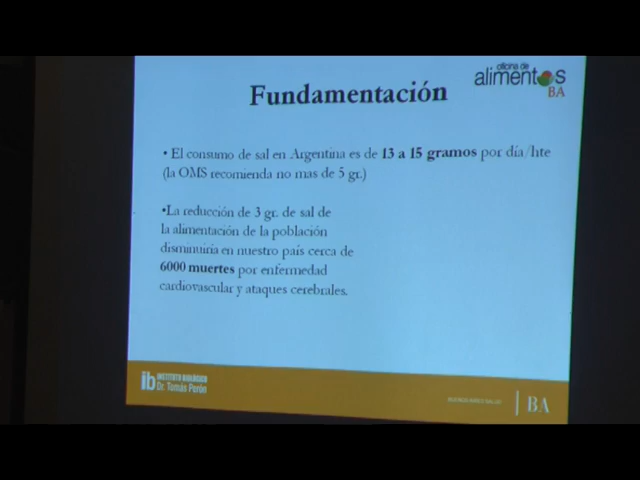 oficina de
alimentos
BA
Fundamentación
• El consumo de sal en Argentina es de 13 a 15 gramos por día/hte
(la OMS recomienda no mas de 5 gr.)
•La reducción de 3 gr. de sal de
la alimentación de la población
disminuiría en nuestro país cerca de
6000 muertes por enfermedad
cardiovascular y ataques cerebrales.
ib INSTITUTO BIOLÓGICO
Dr. Tomás Perón
BUENOS AIRES SALUD
BA